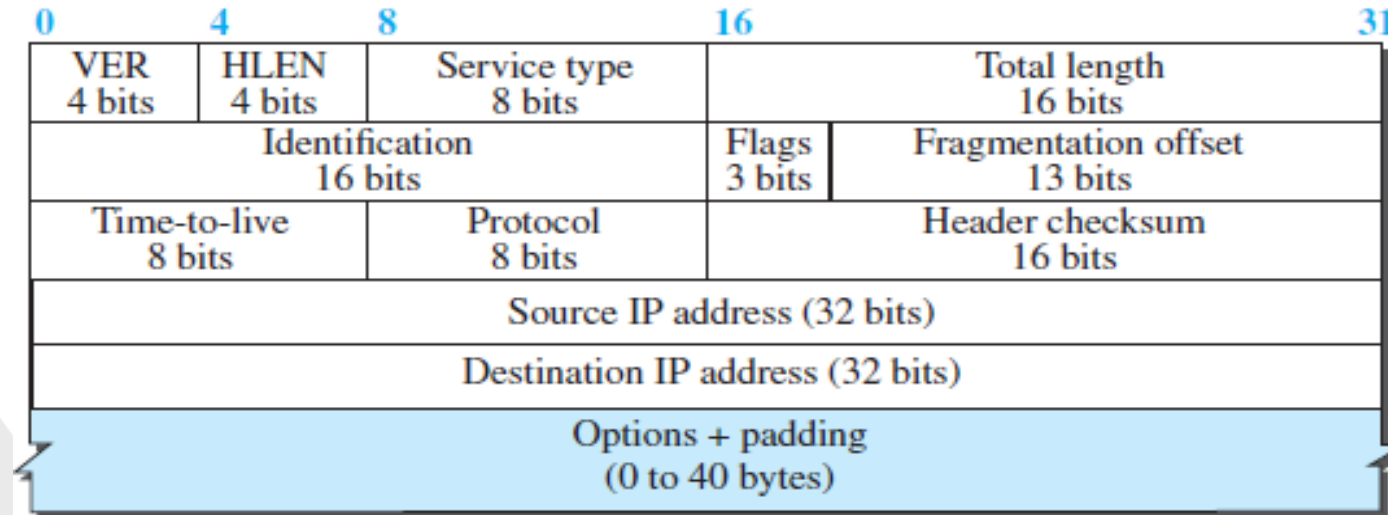 0 4 8 16 31
VER HLEN Service type Total length
4 bits 4 bits 8 bits 16 bits
Identification Flags Fragmentation offset
16 bits 3 bits 13 bits
Time-to-live Protocol Header checksum
8 bits 8 bits 16 bits
Source IP address (32 bits)
Destination IP address (32 bits)
Options + padding
(0 to 40 bytes)